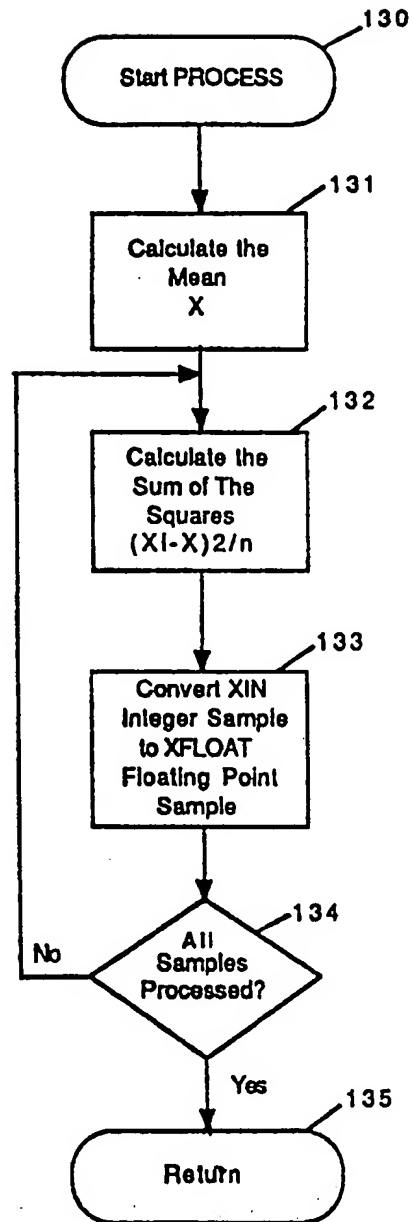 130
Start PROCESS
131
Calculate the
Mean
X
132
Calculate the
Sum of The
Squares
(Xi-X)2/n
133
Convert XIN
Integer Sample
to XFLOAT
Floating Point
Sample
134
All
Samples
Processed?
No
Yes
135
Return